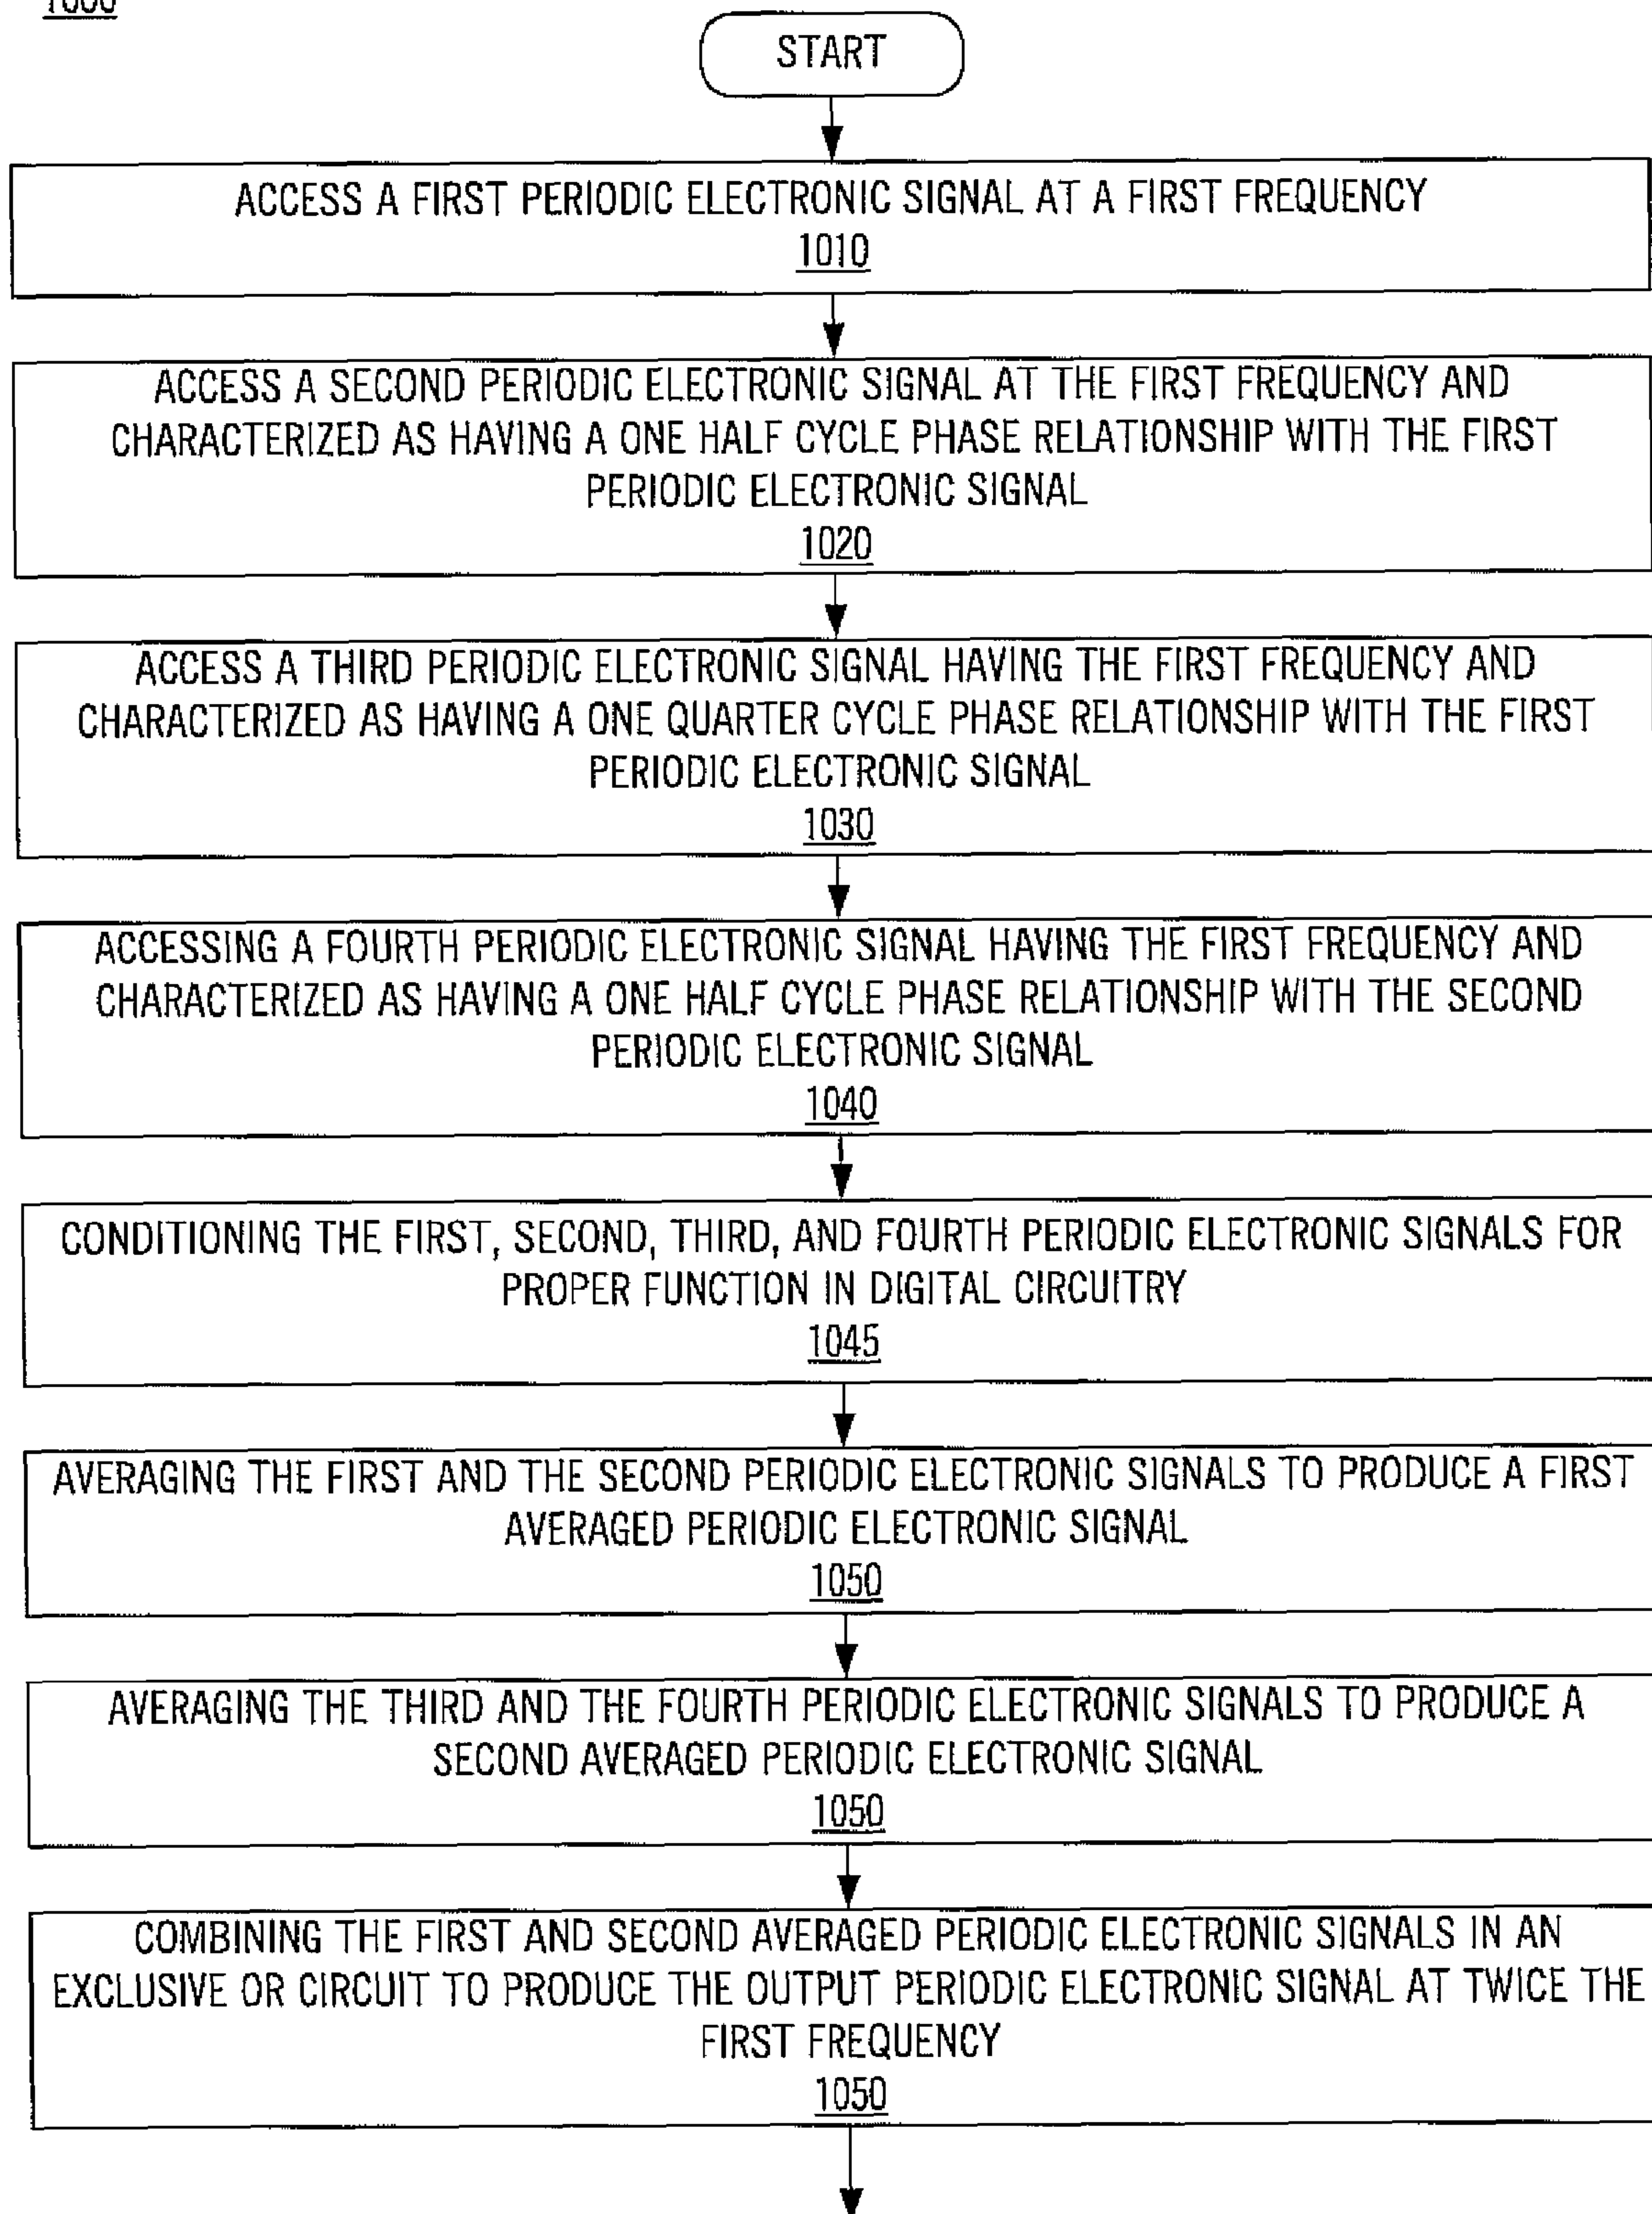 START
ACCESS A FIRST PERIODIC ELECTRONIC SIGNAL AT A FIRST FREQUENCY
1010
ACCESS A SECOND PERIODIC ELECTRONIC SIGNAL AT THE FIRST FREQUENCY AND
CHARACTERIZED AS HAVING A ONE HALF CYCLE PHASE RELATIONSHIP WITH THE FIRST
PERIODIC ELECTRONIC SIGNAL
1020
ACCESS A THIRD PERIODIC ELECTRONIC SIGNAL HAVING THE FIRST FREQUENCY AND
CHARACTERIZED AS HAVING A ONE QUARTER CYCLE PHASE RELATIONSHIP WITH THE FIRST
PERIODIC ELECTRONIC SIGNAL
1030
ACCESSING A FOURTH PERIODIC ELECTRONIC SIGNAL HAVING THE FIRST FREQUENCY AND
CHARACTERIZED AS HAVING A ONE HALF CYCLE PHASE RELATIONSHIP WITH THE SECOND
PERIODIC ELECTRONIC SIGNAL
1040
CONDITIONING THE FIRST, SECOND, THIRD, AND FOURTH PERIODIC ELECTRONIC SIGNALS FOR
PROPER FUNCTION IN DIGITAL CIRCUITRY
1045
AVERAGING THE FIRST AND THE SECOND PERIODIC ELECTRONIC SIGNALS TO PRODUCE A FIRST
AVERAGED PERIODIC ELECTRONIC SIGNAL
1050
AVERAGING THE THIRD AND THE FOURTH PERIODIC ELECTRONIC SIGNALS TO PRODUCE A
SECOND AVERAGED PERIODIC ELECTRONIC SIGNAL
1050
COMBINING THE FIRST AND SECOND AVERAGED PERIODIC ELECTRONIC SIGNALS IN AN
EXCLUSIVE OR CIRCUIT TO PRODUCE THE OUTPUT PERIODIC ELECTRONIC SIGNAL AT TWICE THE
FIRST FREQUENCY
1050